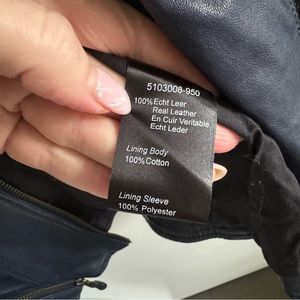 5103008-950
100%Echt Leer
Real Leather
En Cuir Veritable
Echt Leder
Lining Body
100%Cotton
Lining Sleeve
100% Polyester